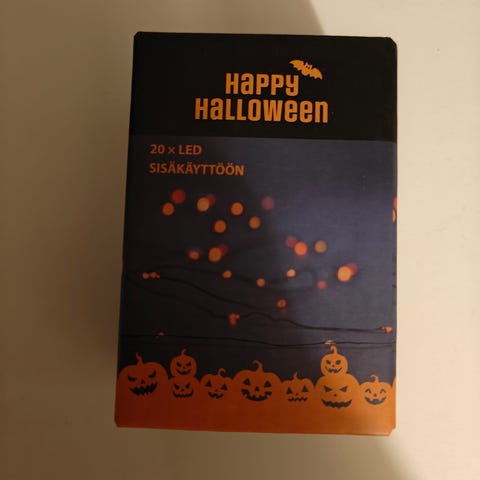 Happy
Halloween
20 × LED
SISÄKÄYTTÖÖN